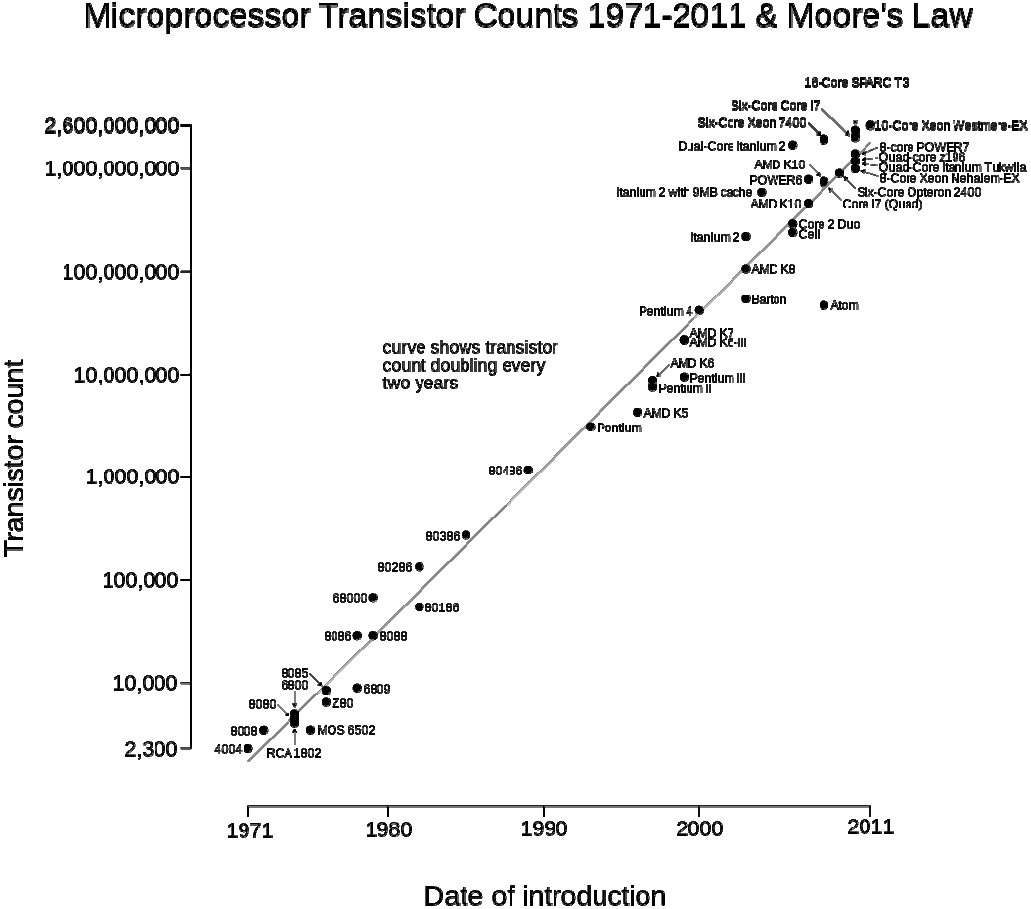 Microprocessor Transistor Counts 1971-2011 & Moore's Law
16-Core SPARC T3
Six-Core Core i7
Six-Core Xeon 7400
10-Core Xeon Westmere-EX
Dual-Core Itanium 2
8-core POWER7
Quad-core z196
Quad-Core Itanium Tukwila
8-Core Xeon Nehalem-EX
AMD K10
POWER6
Six-Core Opteron 2400
Itanium 2 with 9MB cache
AMD K10
Core i7 (Quad)
Core 2 Duo
Cell
Itanium 2
AMD K8
Barton
Atom
Pentium 4
AMD K7
AMD K6-III
curve shows transistor
count doubling every
two years
AMD K6
Pentium III
Pentium II
AMD K5
Pentium
80486
80386
80286
68000
80186
8086
8088
8085
6800
6809
8080
Z80
8008
MOS 6502
4004
RCA 1802
2,600,000,000
1,000,000,000
100,000,000
10,000,000
1,000,000
100,000
10,000
2,300
Transistor count
1971
1980
1990
2000
2011
Date of introduction